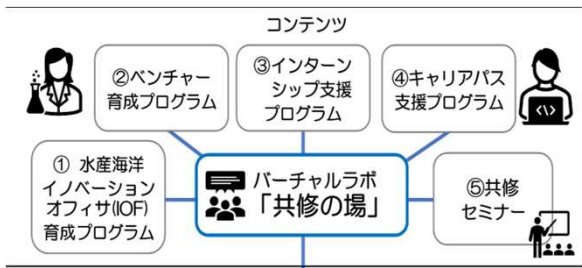 コンテンツ
②ベンチャー
育成プログラム
③インターン
シップ支援
プログラム
④キャリアパス
支援プログラム
① 水産海洋
イノベーション
オフィサ(IOF)
育成プログラム
バーチャルラボ
「共修の場」
⑤共修
セミナー